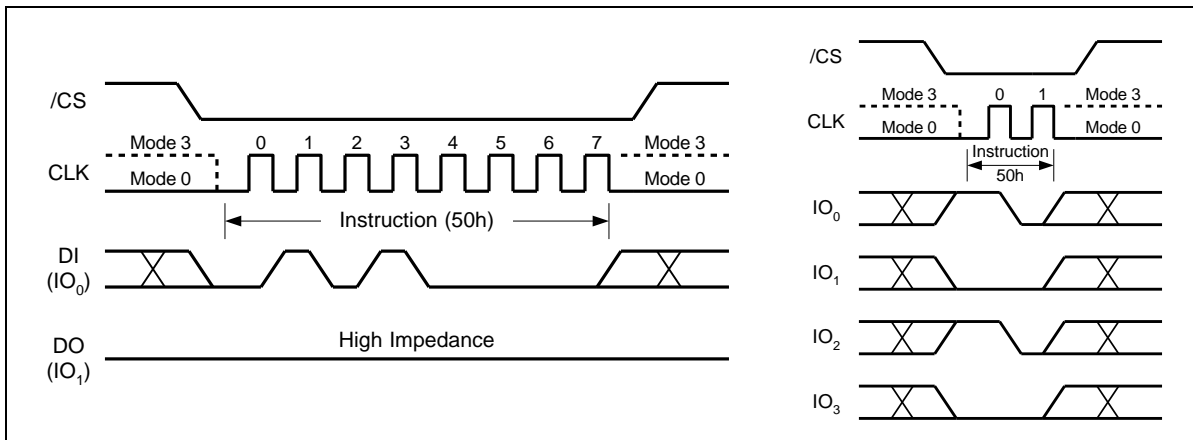 /CS
Mode 3
0 1 2 3 4 5 6 7
Mode 3
CLK
Mode 0
Mode 0
Instruction (50h)
DI
(IO0)
DO
(IO1)
High Impedance
/CS
Mode 3
0 1
Mode 3
CLK
Mode 0
Mode 0
Instruction
50h
IO0
IO1
IO2
IO3